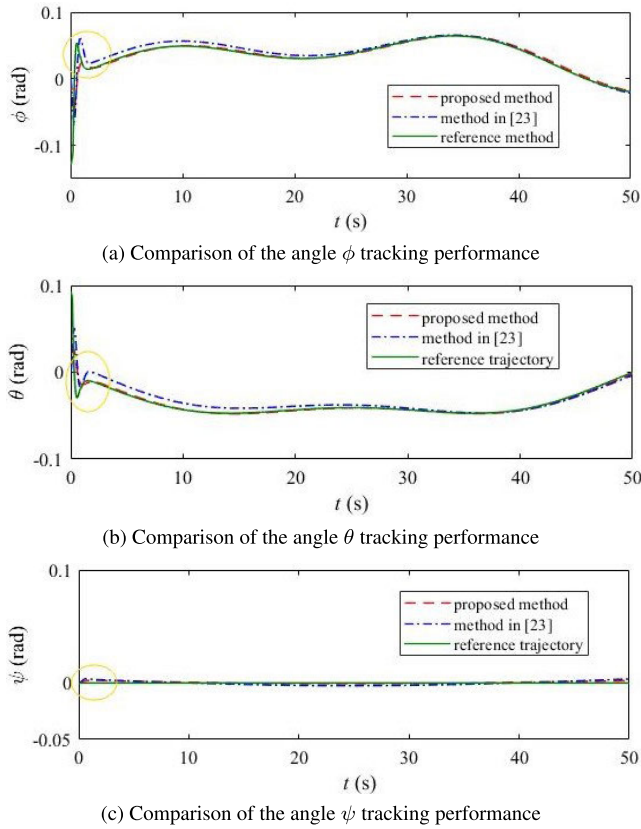 0.1
0
-0.1
ϕ (rad)
proposed method
method in [23]
reference method
0 10 20 30 40 50
t (s)
(a) Comparison of the angle ϕ tracking performance
0.1
0
-0.1
θ (rad)
proposed method
method in [23]
reference trajectory
0 10 20 30 40 50
t (s)
(b) Comparison of the angle θ tracking performance
0.1
0
-0.05
ψ (rad)
proposed method
method in [23]
reference trajectory
0 10 20 30 40 50
t (s)
(c) Comparison of the angle ψ tracking performance